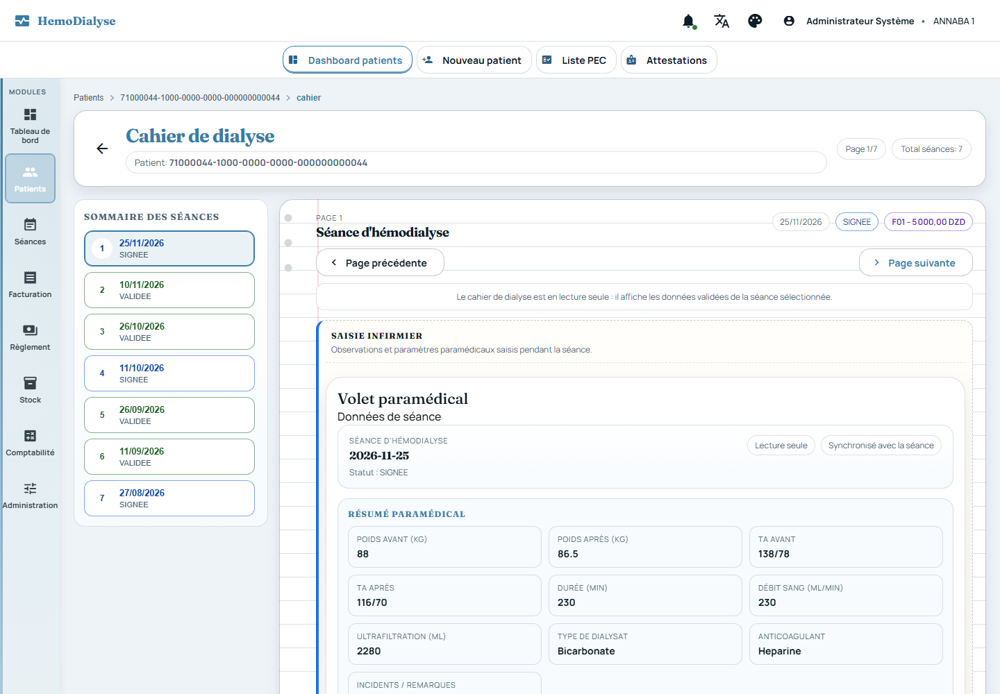 HemoDialyse
Administrateur Système • ANNABA 1
Dashboard patients
Nouveau patient
Liste PEC
Attestations
MODULES
Tableau de
bord
Patients
Séances
Facturation
Règlement
Stock
Comptabilité
Administration
Patients > 71000044-1000-0000-0000-000000000044 > cahier
Cahier de dialyse
Patient: 71000044-1000-0000-0000-000000000044
Page 1/7
Total séances: 7
SOMMAIRE DES SÉANCES
1
25/11/2026
SIGNEE
2
10/11/2026
VALIDEE
3
26/10/2026
VALIDEE
4
11/10/2026
SIGNEE
5
26/09/2026
VALIDEE
6
11/09/2026
VALIDEE
7
27/08/2026
SIGNEE
PAGE 1
Séance d'hémodialyse
25/11/2026
SIGNEE
F01 - 5 000,00 DZD
Page précédente
Page suivante
Le cahier de dialyse est en lecture seule : il affiche les données validées de la séance sélectionnée.
SAISIE INFIRMIER
Observations et paramètres paramédicaux saisis pendant la séance.
Volet paramédical
Données de séance
SÉANCE D'HÉMODIALYSE
2026-11-25
Statut : SIGNEE
Lecture seule
Synchronisé avec la séance
RÉSUMÉ PARAMÉDICAL
POIDS AVANT (KG)
88
POIDS APRÈS (KG)
86.5
TA AVANT
138/78
TA APRÈS
116/70
DURÉE (MIN)
230
DÉBIT SANG (ML/MIN)
230
ULTRAFILTRATION (ML)
2280
TYPE DE DIALYSAT
Bicarbonate
ANTICOAGULANT
Heparine
INCIDENTS / REMARQUES